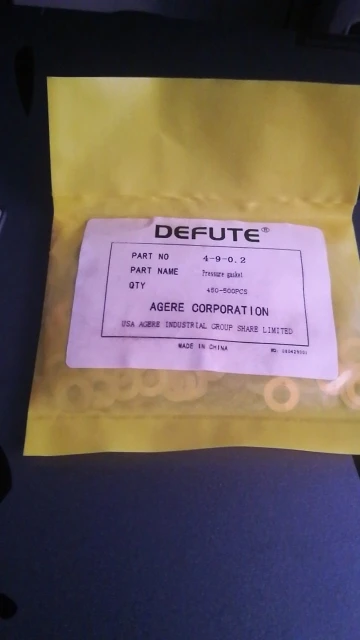 DEFUTE®
PART NO 4-9-0.2
PART NAME Pressure gasket
QTY 450-500PCS
AGERE CORPORATION
USA AGERE INDUSTRIAL GROUP SHARE LIMITED
MADE IN CHINA